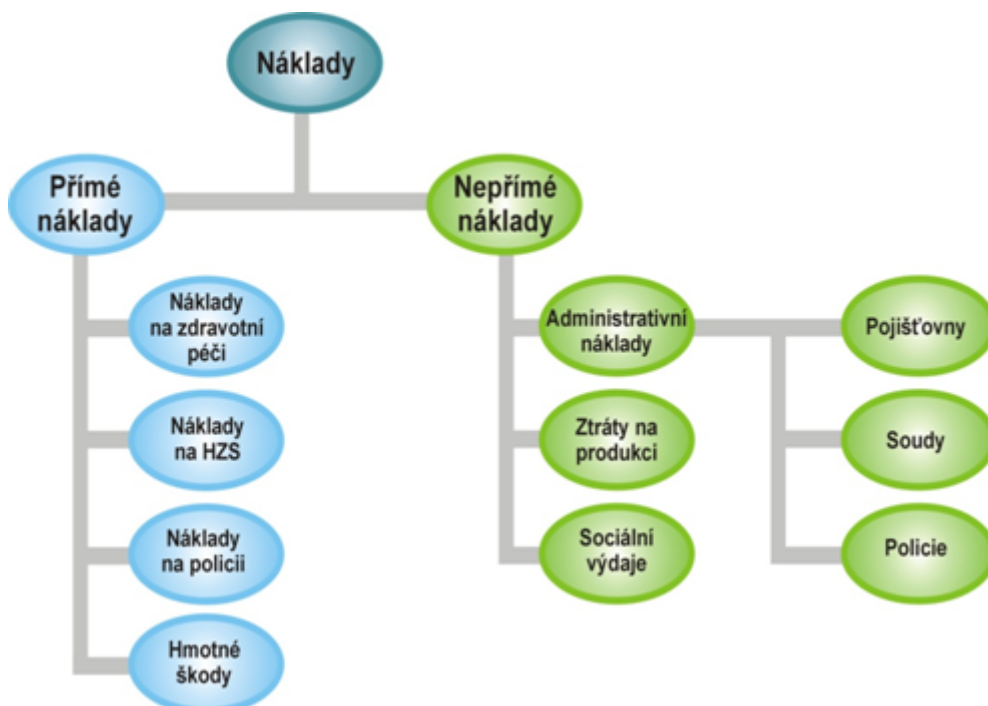 Náklady
Přímé
náklady
Nepřímé
náklady
Náklady
na zdravotní
péči
Náklady
na HZS
Náklady
na policii
Hmotné
škody
Administrativní
náklady
Ztráty na
produkci
Sociální
výdaje
Pojišťovny
Soudy
Policie